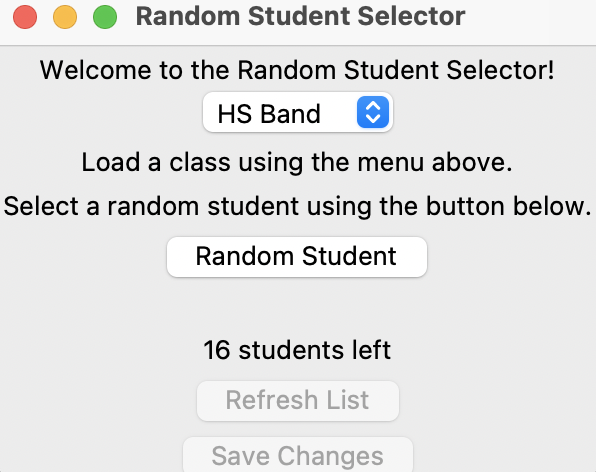 Random Student Selector
Welcome to the Random Student Selector!
HS Band
Load a class using the menu above.
Select a random student using the button below.
Random Student
16 students left
Refresh List
Save Changes